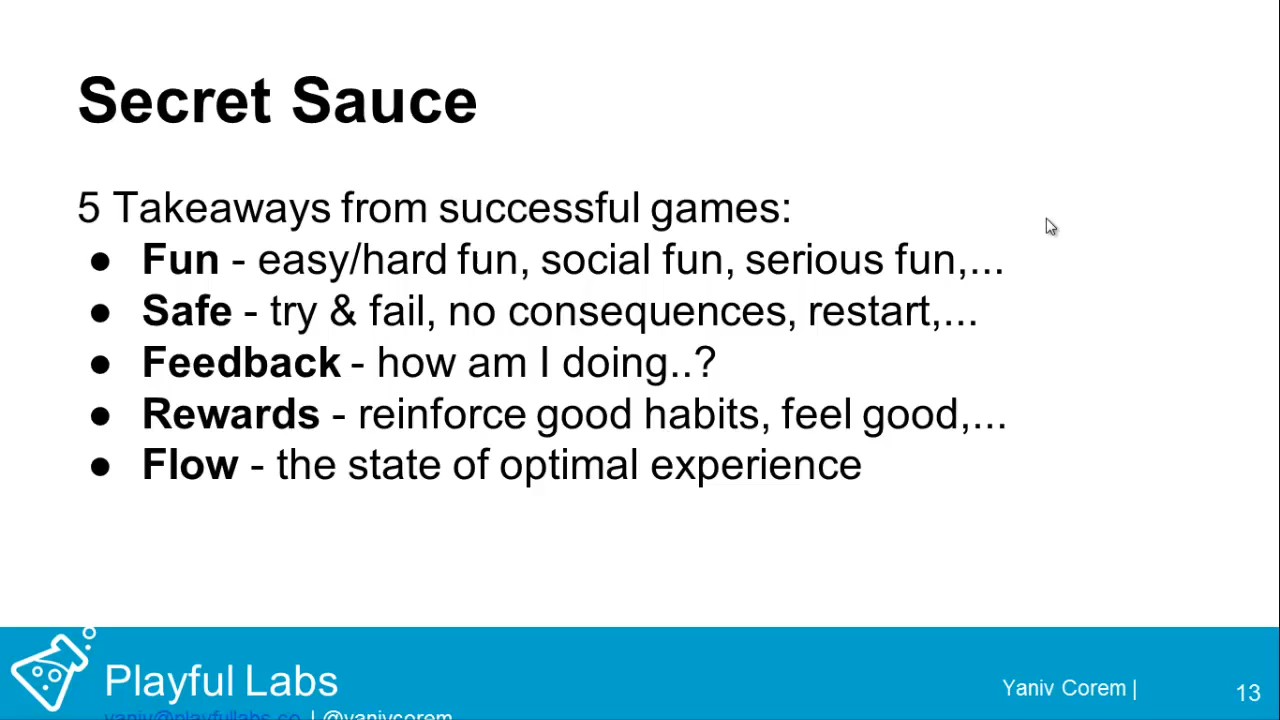 Secret Sauce
5 Takeaways from successful games:
● Fun - easy/hard fun, social fun, serious fun,...
● Safe - try & fail, no consequences, restart,...
● Feedback - how am I doing..?
● Rewards - reinforce good habits, feel good,...
● Flow - the state of optimal experience
Playful Labs
Yaniv Corem |
13
yaniv@playfullabs.co | @yanivcorem